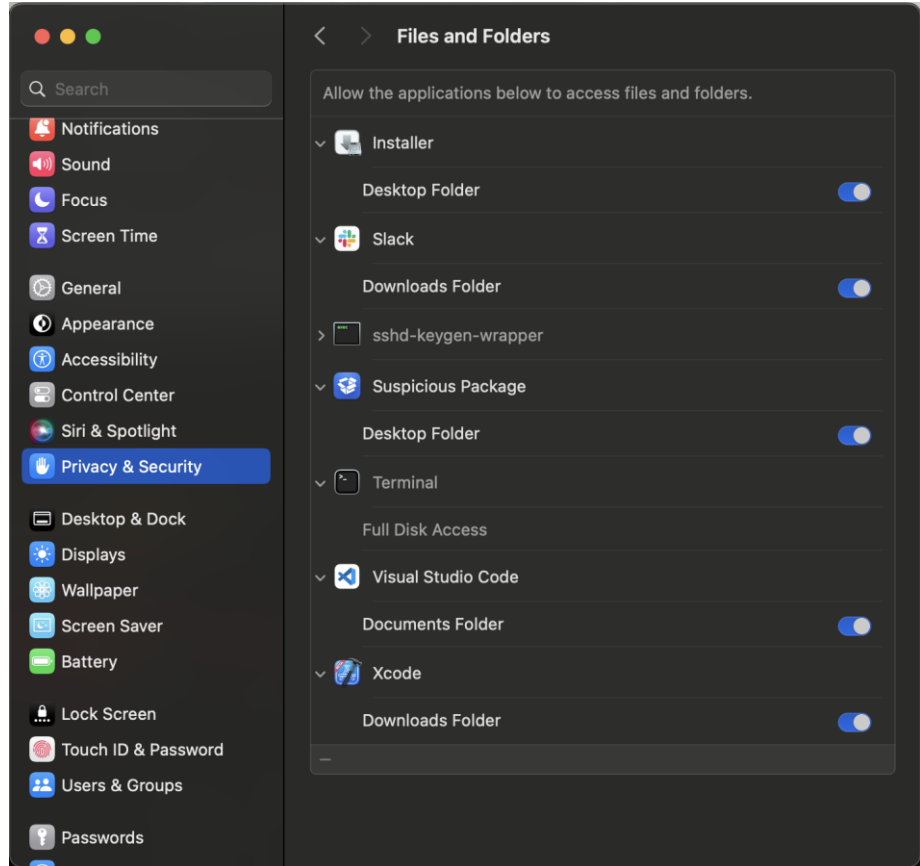 Files and Folders
Search
Notifications
Sound
Focus
Screen Time
General
Appearance
Accessibility
Control Center
Siri & Spotlight
Privacy & Security
Desktop & Dock
Displays
Wallpaper
Screen Saver
Battery
Lock Screen
Touch ID & Password
Users & Groups
Passwords
Allow the applications below to access files and folders.
Installer
Desktop Folder
Slack
Downloads Folder
sshd-keygen-wrapper
Suspicious Package
Desktop Folder
Terminal
Full Disk Access
Visual Studio Code
Documents Folder
Xcode
Downloads Folder